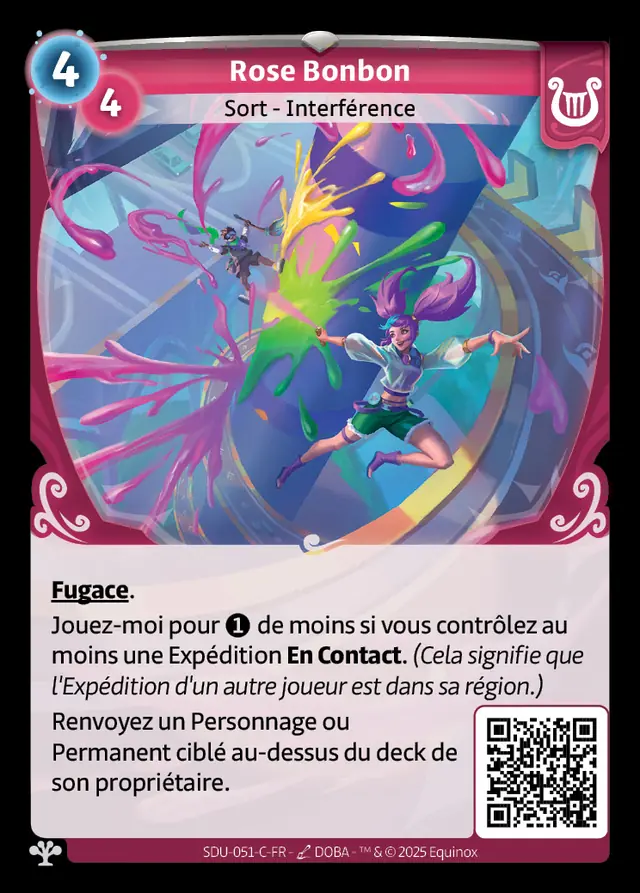 4
4
Rose Bonbon
Sort - Interférence
Fugace.
Jouez-moi pour 1 de moins si vous contrôlez au
moins une Expédition En Contact. (Cela signifie que
l'Expédition d'un autre joueur est dans sa région.)
Renvoyez un Personnage ou
Permanent ciblé au-dessus du deck de
son propriétaire.
SDU-051-C-FR - DOBA - ™ & © 2025 Equinox